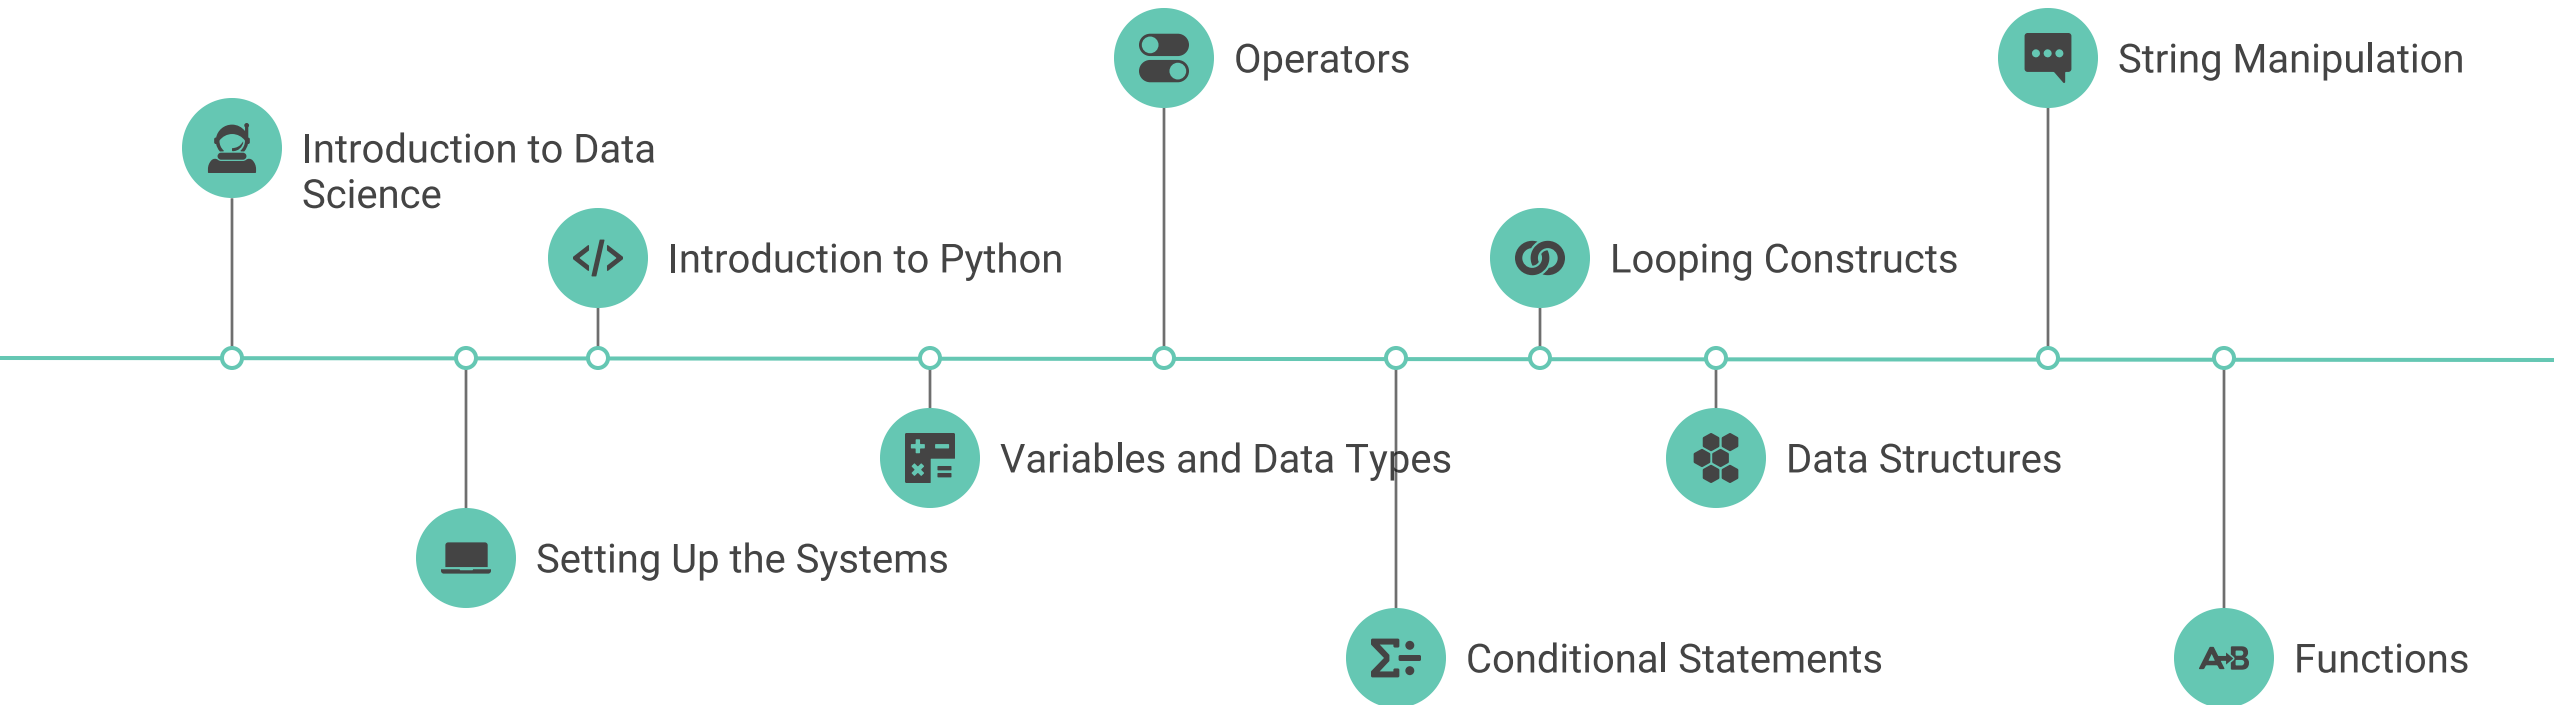 Introduction to Data
Science
Setting Up the Systems
</>
Introduction to Python
Variables and Data Types
Operators
Σ÷
Conditional Statements
Looping Constructs
Data Structures
String Manipulation
A→B
Functions